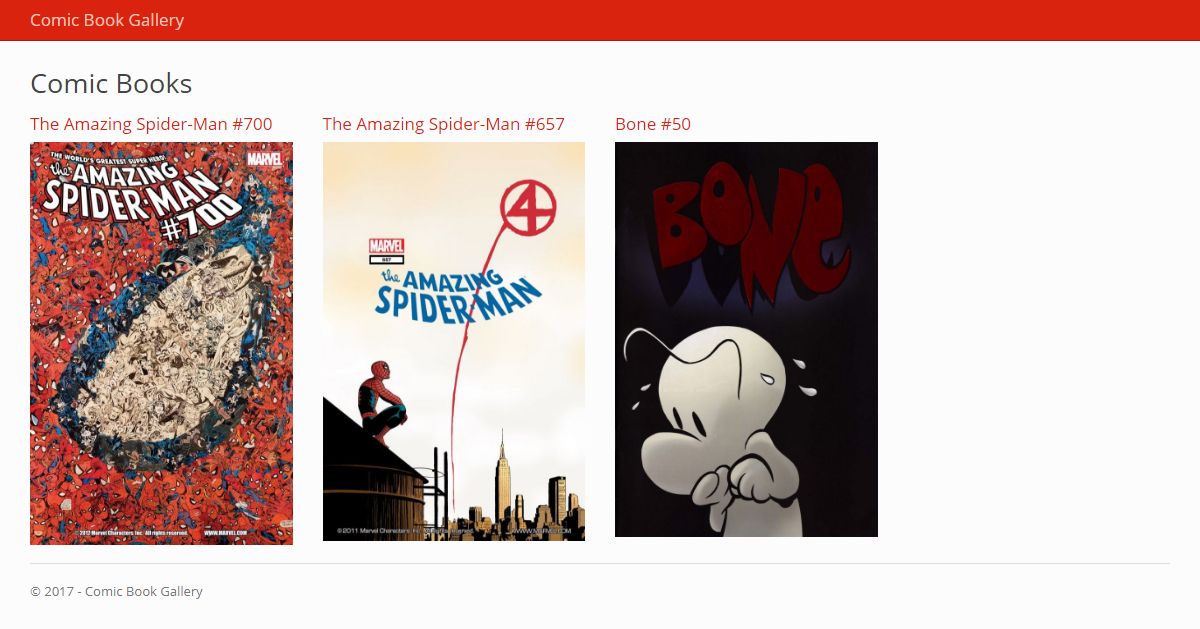 Comic Book Gallery
Comic Books
The Amazing Spider-Man #700
THE WORLD'S GREATEST SUPER HERO!
MARVEL
the AMAZING
SPIDER-MAN
#700
2012 Marvel Characters, Inc. All rights reserved.
WWW.MARVEL.COM
The Amazing Spider-Man #657
4
MARVEL
657
the AMAZING
SPIDER-MAN
©2011 Marvel Characters, Inc. All rights reserved.
WWW.MARVEL.COM
Bone #50
BONE
© 2017 - Comic Book Gallery